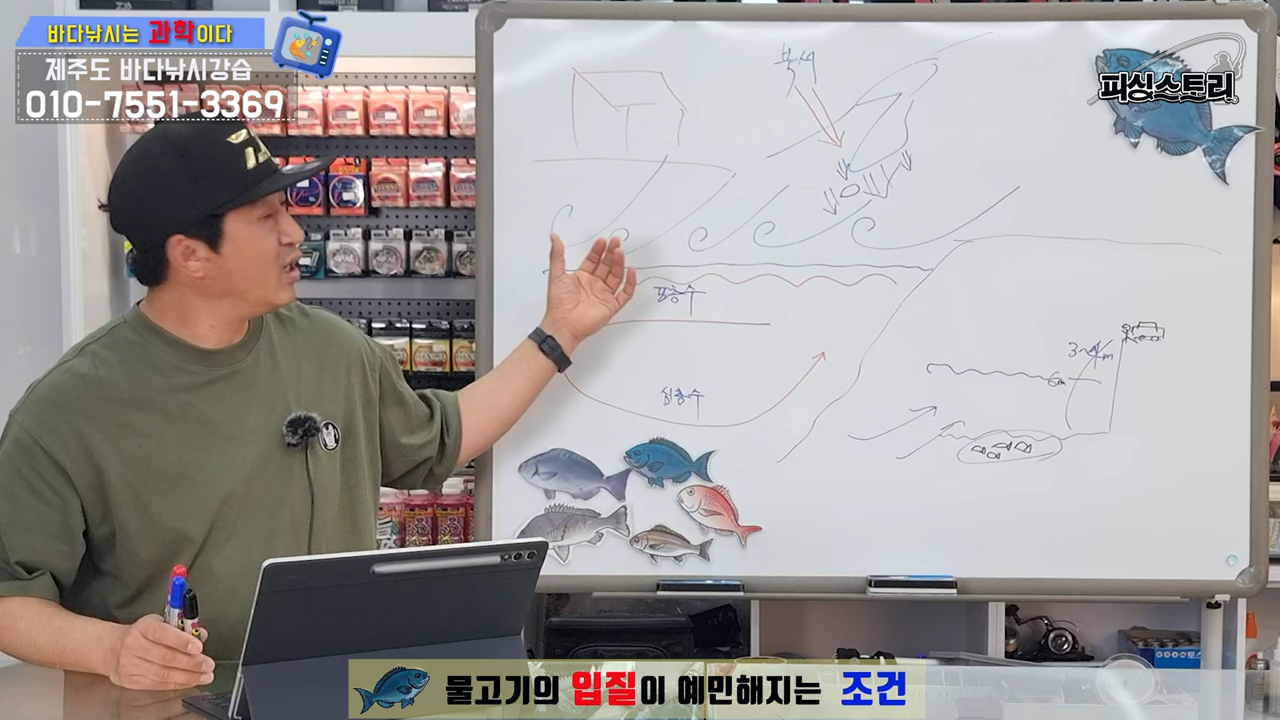 바다낚시는 과학이다
제주도 바다낚시강습
010-7551-3369
피싱스토리
북서
표층수
심층수
6m
물고기의 입질이 예민해지는 조건